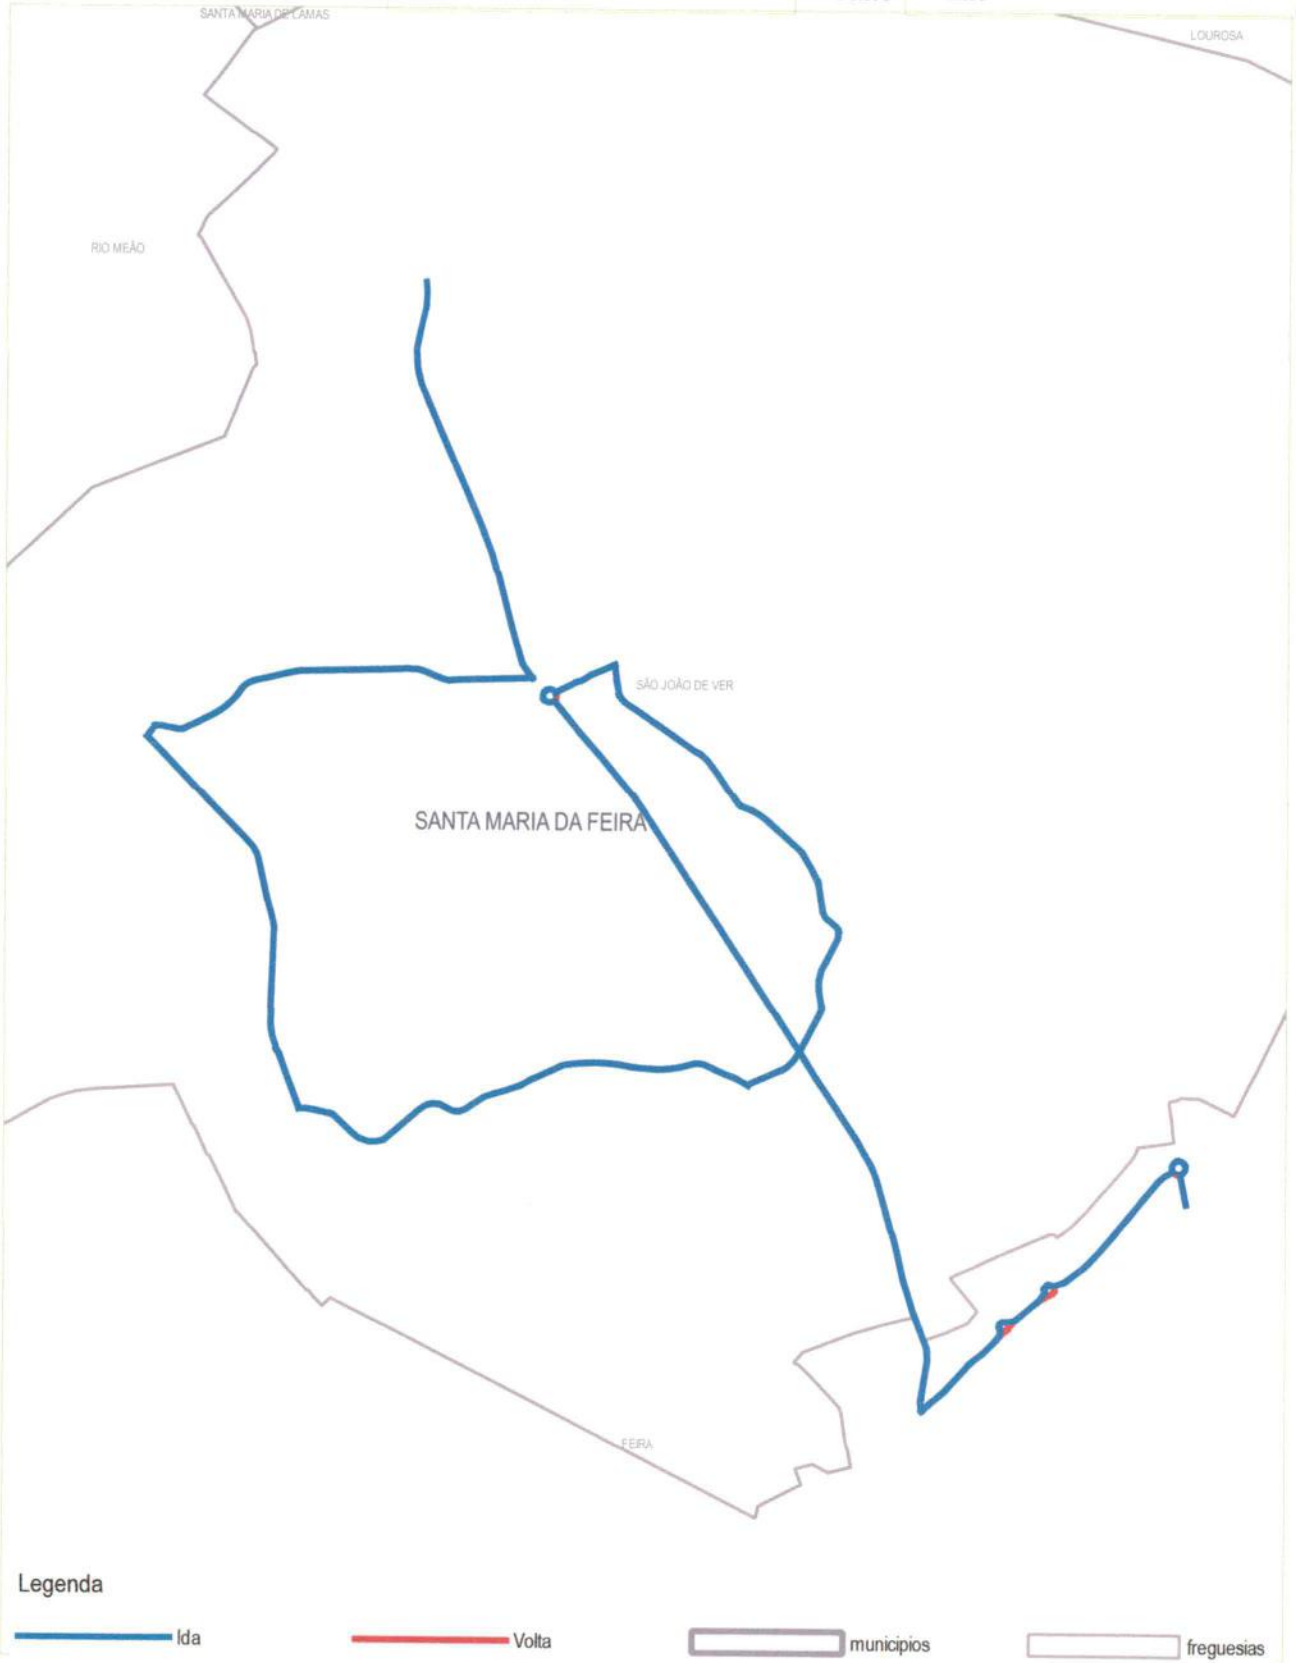 SANTA MARIA DE LAMAS
LOUROSA
RIO MEÃO
SÃO JOÃO DE VER
SANTA MARIA DA FEIRA
FEIRA
Legenda
Ida
Volta
municipios
freguesias